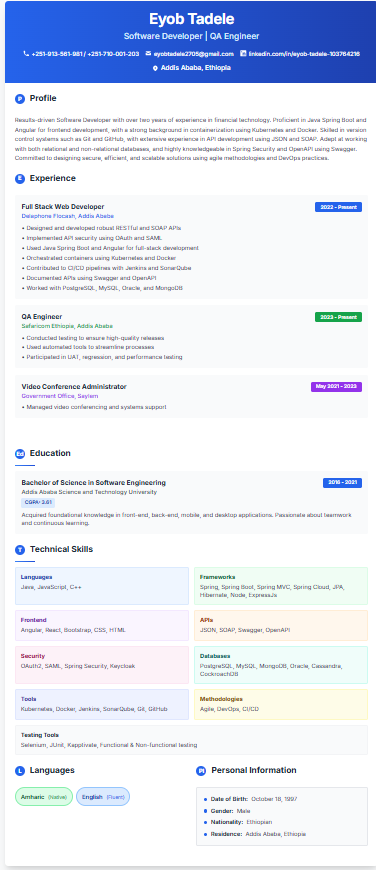 Eyob Tadele
Software Developer | QA Engineer
+251-913-561-981 / +251-710-001-203 eyobtadele2705@gmail.com linkedin.com/in/eyob-tadele-103764216
Addis Ababa, Ethiopia
P Profile
Results-driven Software Developer with over two years of experience in financial technology. Proficient in Java Spring Boot and
Angular for frontend development, with a strong background in containerization using Kubernetes and Docker. Skilled in version
control systems such as Git and GitHub, with extensive experience in API development using JSON and SOAP. Adept at working
with both relational and non-relational databases, and highly knowledgeable in Spring Security and OpenAPI using Swagger.
Committed to designing secure, efficient, and scalable solutions using agile methodologies and DevOps practices.
E Experience
Full Stack Web Developer 2022 - Present
Delaphone Flocash, Addis Ababa
• Designed and developed robust RESTful and SOAP APIs
• Implemented API security using OAuth and SAML
• Used Java Spring Boot and Angular for full-stack development
• Orchestrated containers using Kubernetes and Docker
• Contributed to CI/CD pipelines with Jenkins and SonarQube
• Documented APIs using Swagger and OpenAPI
• Worked with PostgreSQL, MySQL, Oracle, and MongoDB
QA Engineer 2023 - Present
Safaricom Ethiopia, Addis Ababa
• Conducted testing to ensure high-quality releases
• Used automated tools to streamline processes
• Participated in UAT, regression, and performance testing
Video Conference Administrator May 2021 - 2023
Government Office, Saylem
• Managed video conferencing and systems support
Ed Education
Bachelor of Science in Software Engineering 2016 - 2021
Addis Ababa Science and Technology University
CGPA: 3.61
Acquired foundational knowledge in front-end, back-end, mobile, and desktop applications. Passionate about teamwork
and continuous learning.
T Technical Skills
Languages
Java, JavaScript, C++
Frameworks
Spring, Spring Boot, Spring MVC, Spring Cloud, JPA,
Hibernate, Node, ExpressJs
Frontend
Angular, React, Bootstrap, CSS, HTML
APIs
JSON, SOAP, Swagger, OpenAPI
Security
OAuth2, SAML, Spring Security, Keycloak
Databases
PostgreSQL, MySQL, MongoDB, Oracle, Cassandra,
CockroachDB
Tools
Kubernetes, Docker, Jenkins, SonarQube, Git, GitHub
Methodologies
Agile, DevOps, CI/CD
Testing Tools
Selenium, JUnit, Kapptivate, Functional & Non-functional testing
L Languages
Amharic (Native) English (Fluent)
PI Personal Information
• Date of Birth: October 18, 1997
• Gender: Male
• Nationality: Ethiopian
• Residence: Addis Ababa, Ethiopia